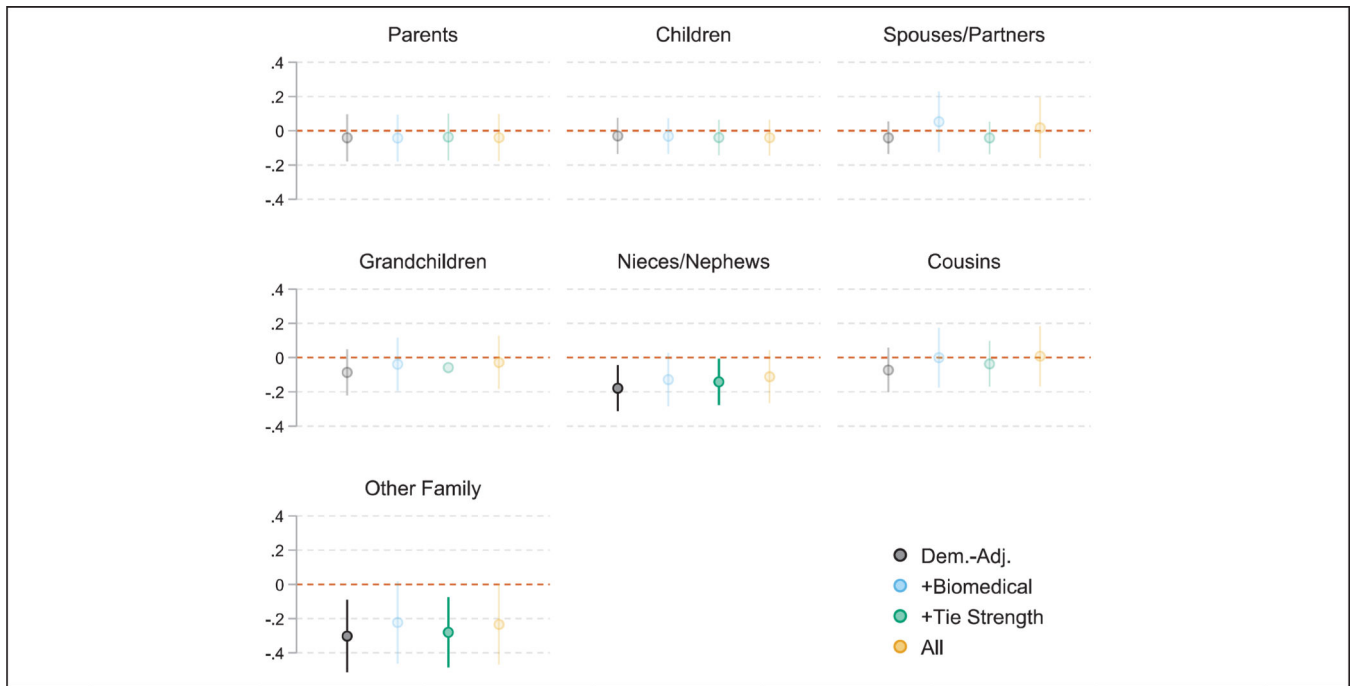 Parents
Children
Spouses/Partners
.4
.2
0
-.2
-.4
Grandchildren
Nieces/Nephews
Cousins
.4
.2
0
-.2
-.4
Other Family
.4
.2
0
-.2
-.4
Dem.-Adj.
+Biomedical
+Tie Strength
All